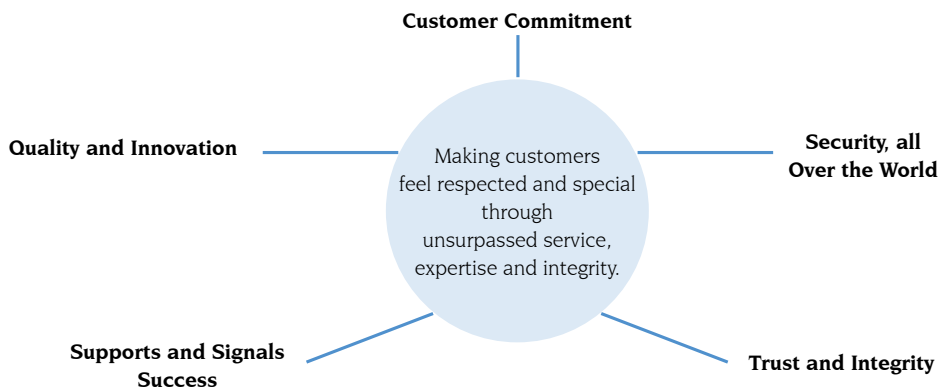 Customer Commitment
Quality and Innovation
Security, all
Over the World
Making customers
feel respected and special
through
unsurpassed service,
expertise and integrity.
Supports and Signals
Success
Trust and Integrity